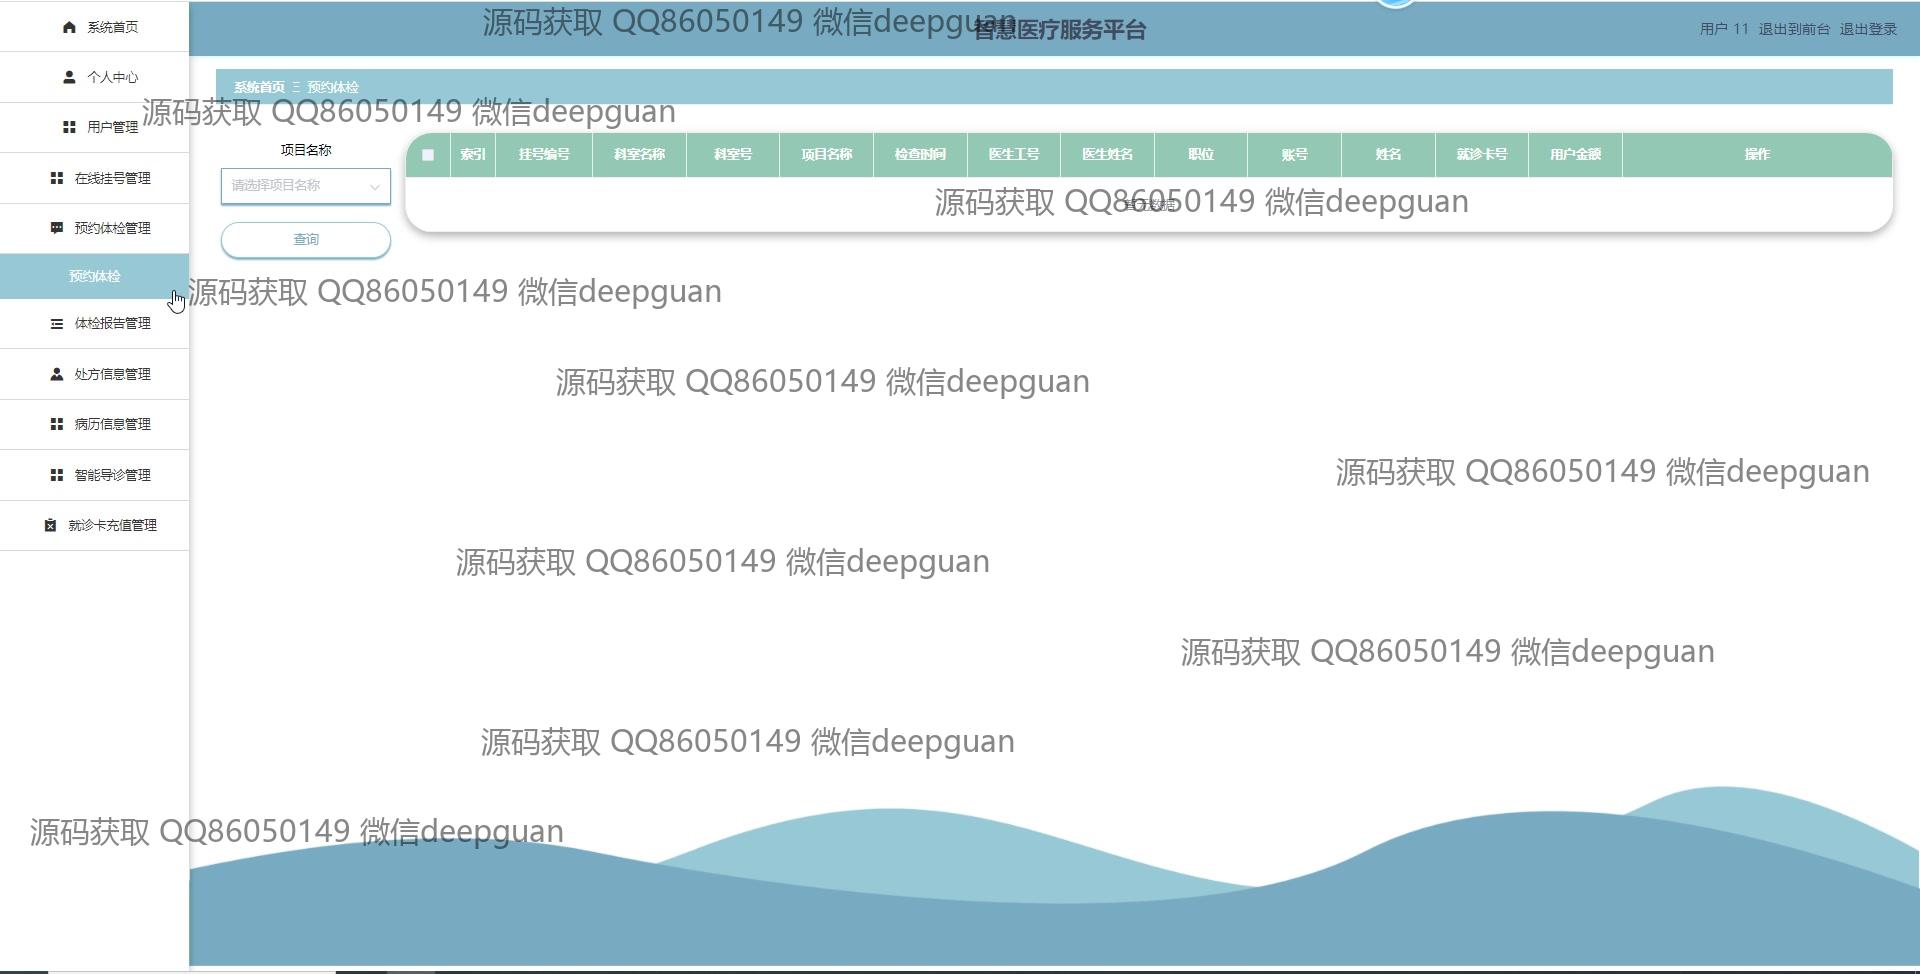 源码获取 QQ86050149 微信deepguan
智慧医疗服务平台
用户 11 退出到前台 退出登录
系统首页
个人中心
用户管理
在线挂号管理
预约体检管理
预约体检
体检报告管理
处方信息管理
病历信息管理
智能导诊管理
就诊卡充值管理
系统首页 Ξ 预约体检
源码获取 QQ86050149 微信deepguan
项目名称
请选择项目名称
查询
索引 挂号编号 科室名称 科室号 项目名称 检查时间 医生工号 医生姓名 职位 账号 姓名 就诊卡号 用户金额 操作
暂无数据
源码获取 QQ86050149 微信deepguan
源码获取 QQ86050149 微信deepguan
源码获取 QQ86050149 微信deepguan
源码获取 QQ86050149 微信deepguan
源码获取 QQ86050149 微信deepguan
源码获取 QQ86050149 微信deepguan
源码获取 QQ86050149 微信deepguan
源码获取 QQ86050149 微信deepguan